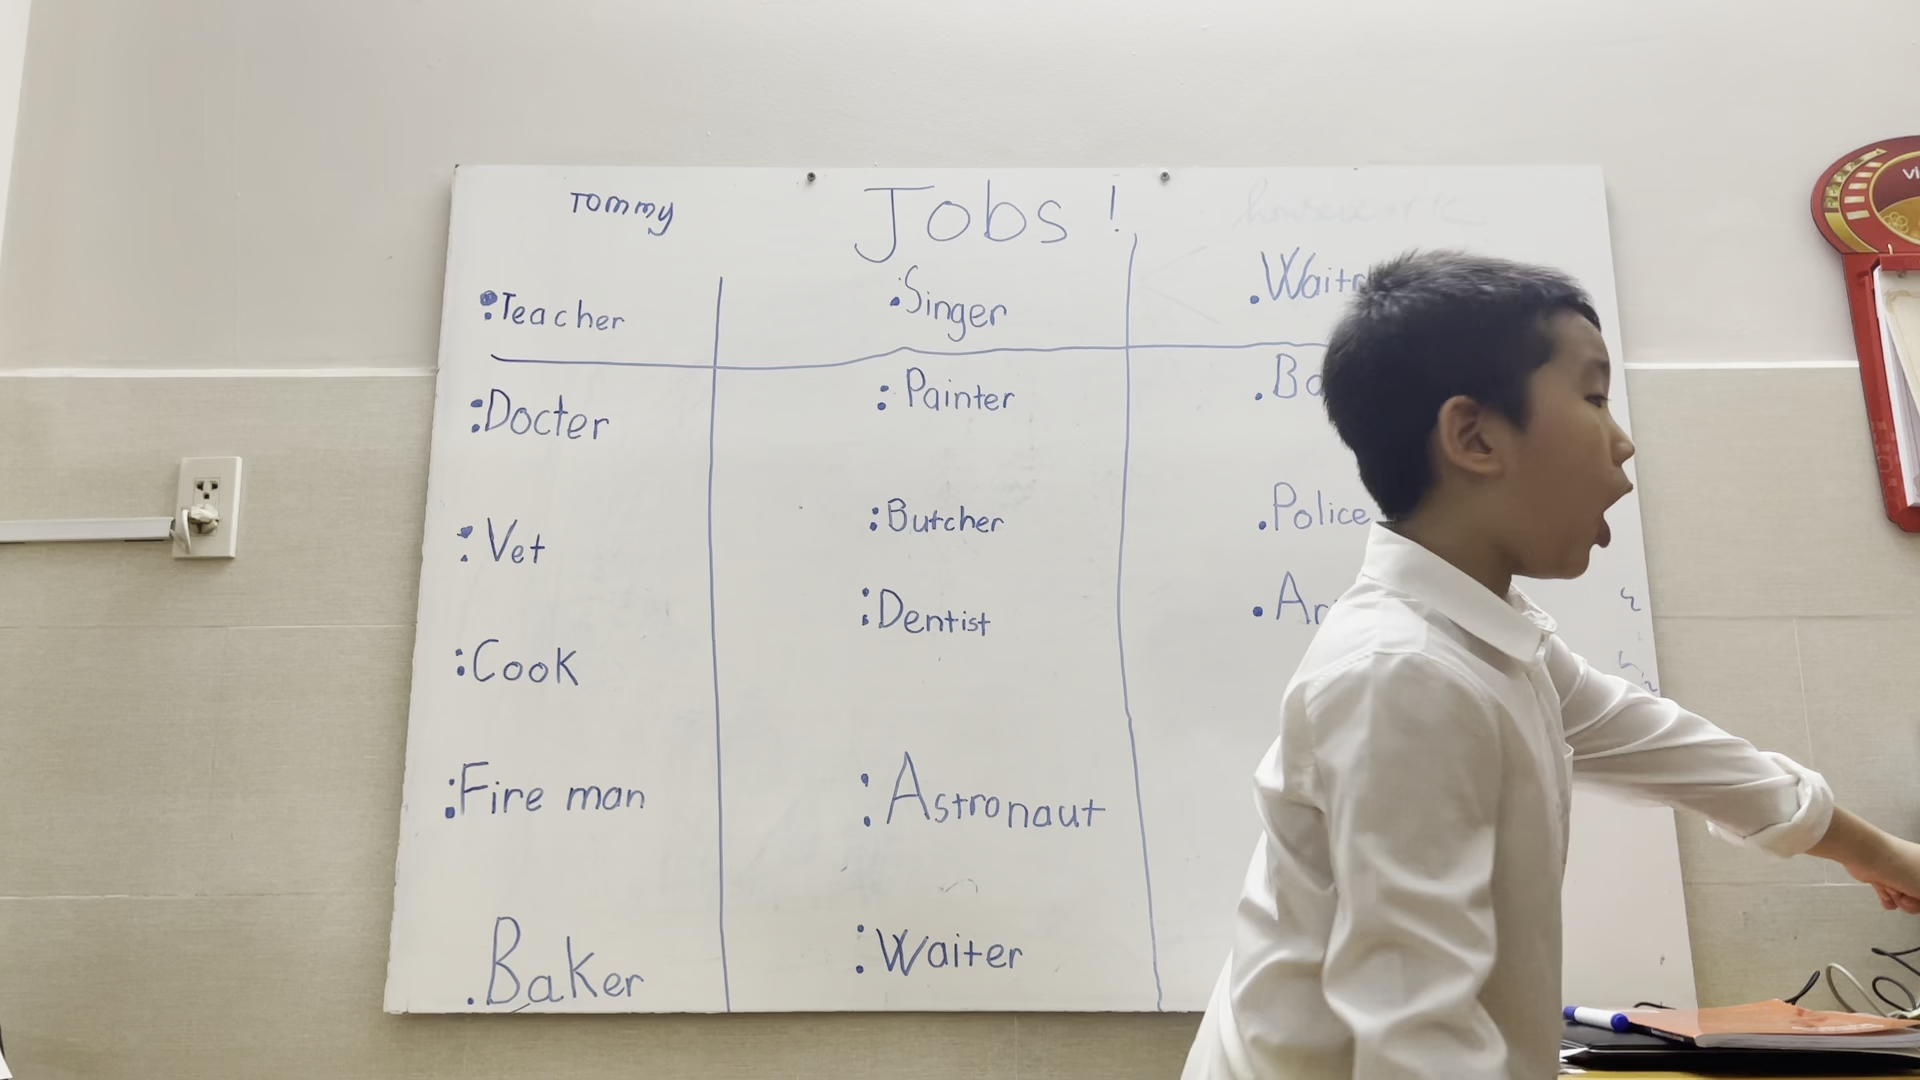 Tommy
Jobs!
Teacher
Docter
Vet
Cook
Fire man
Baker
Singer
Painter
Butcher
Dentist
Astronaut
Waiter
Police